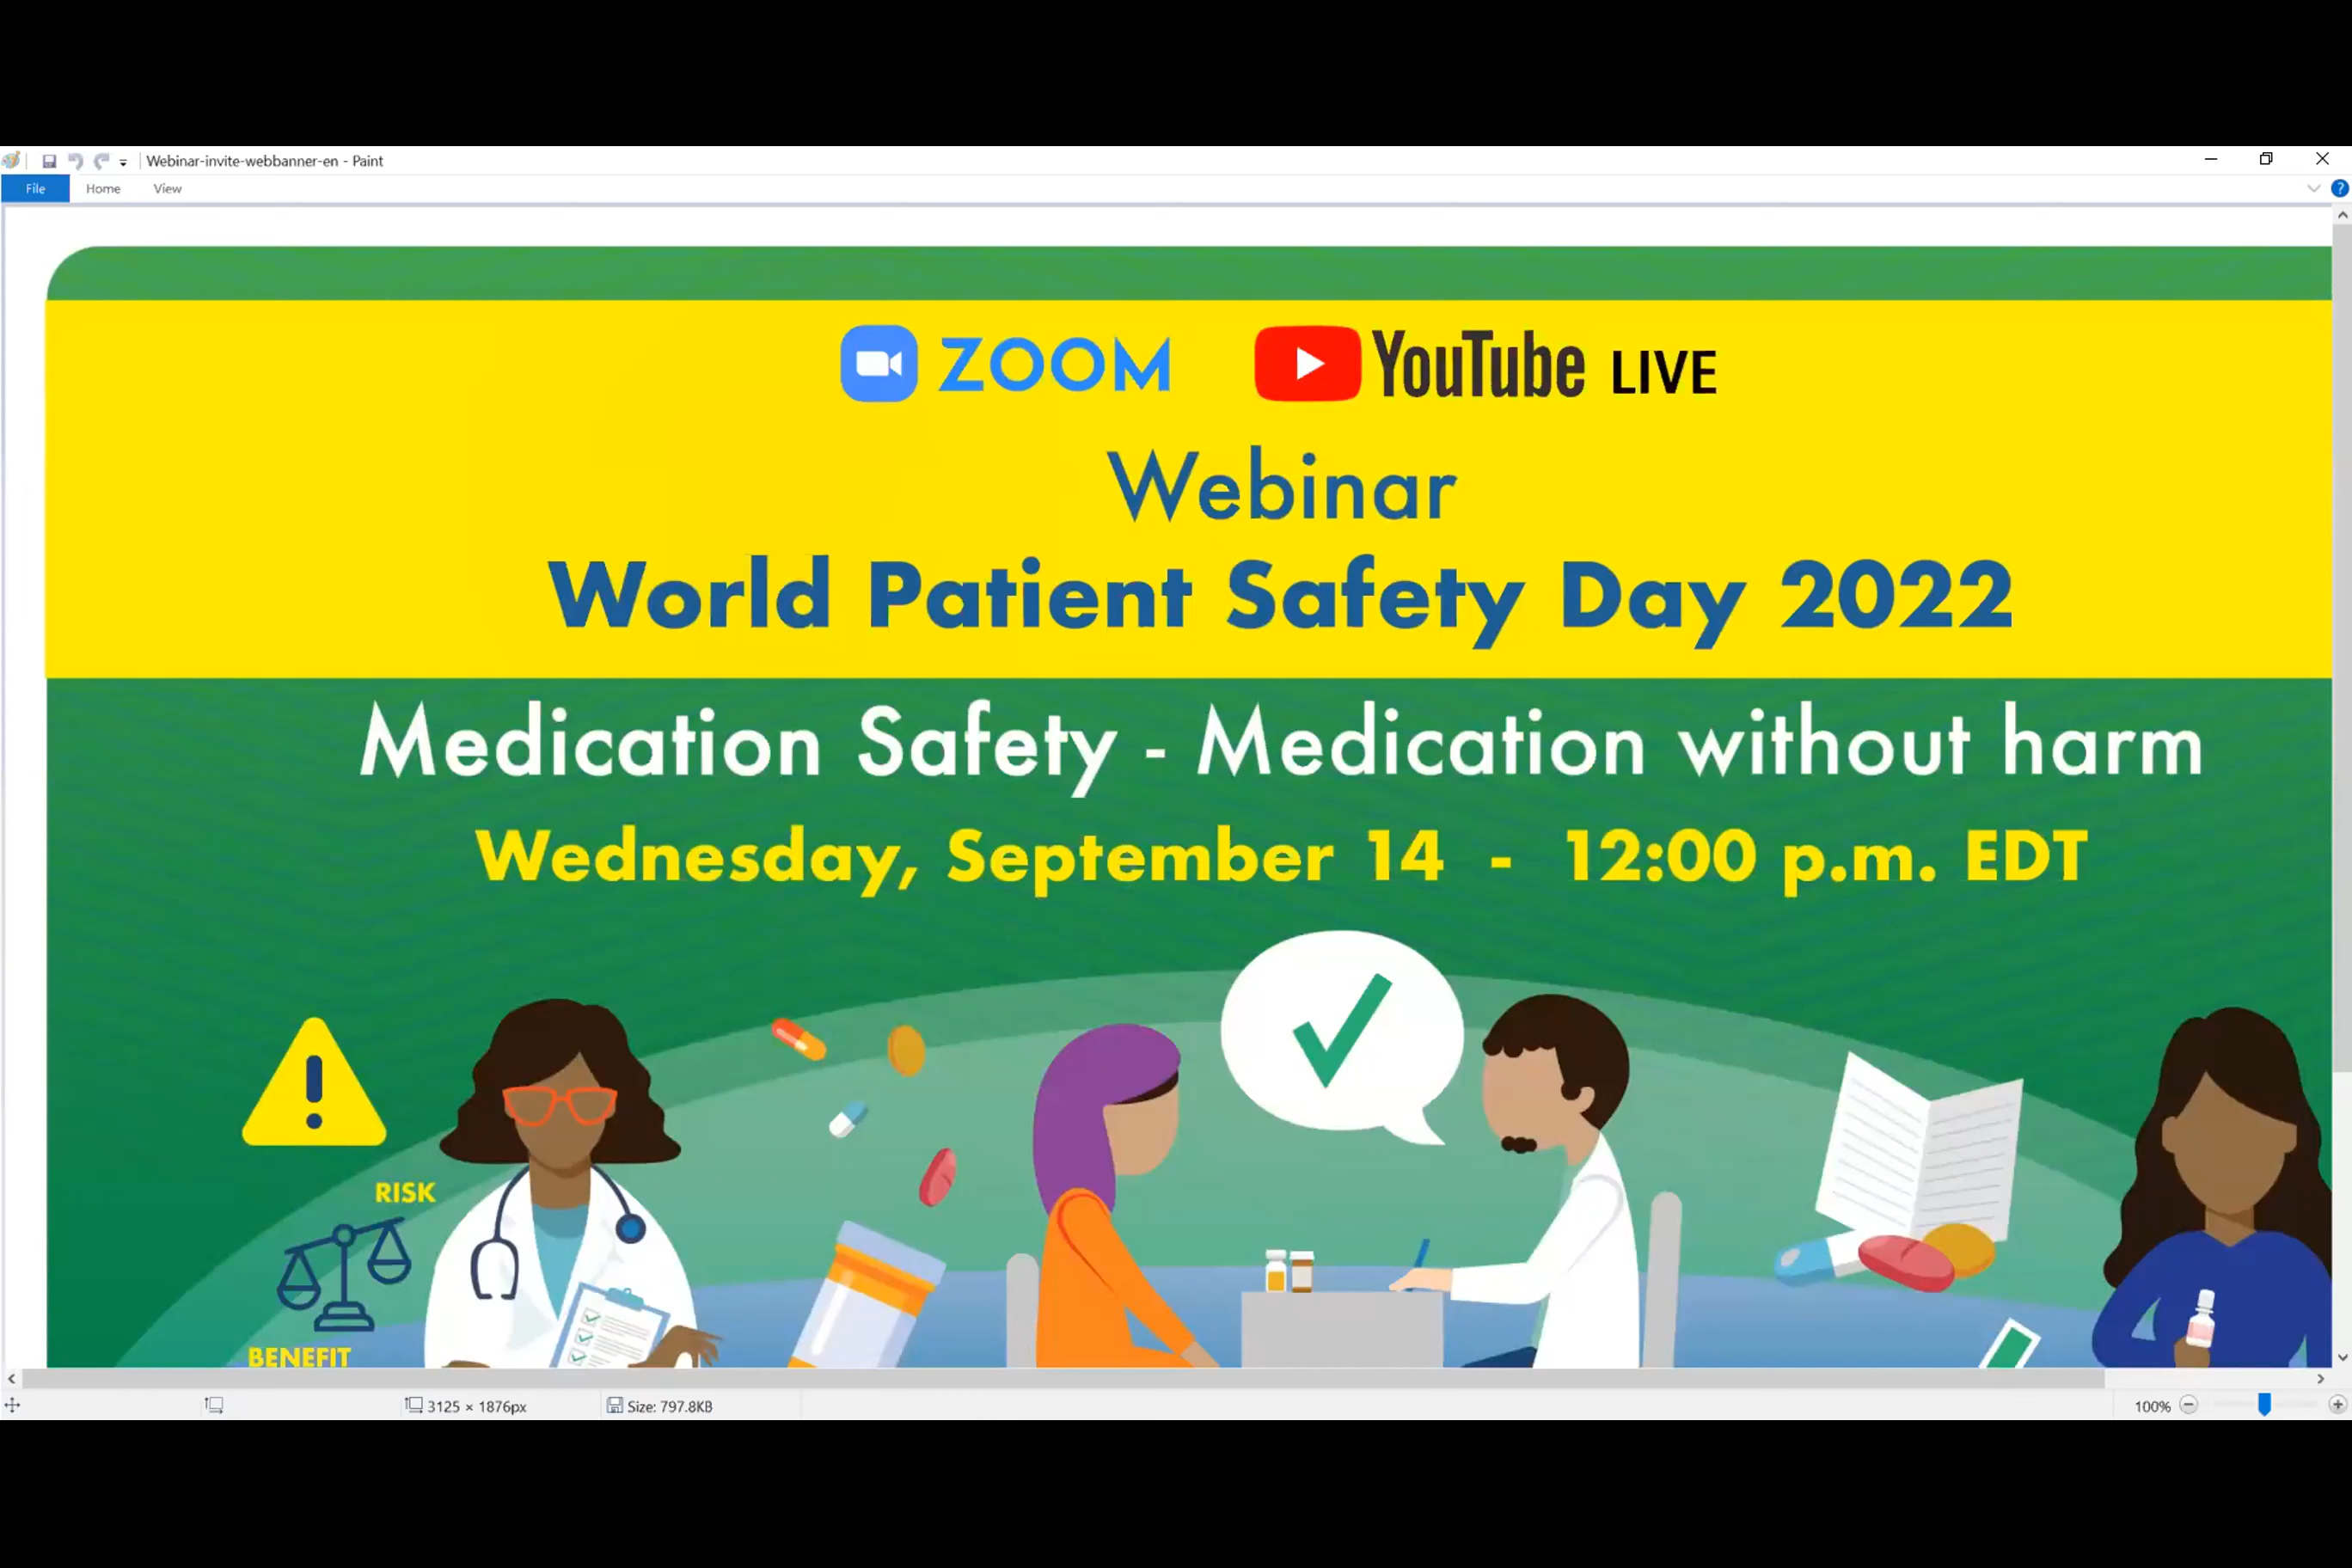 Webinar-invite-webbanner-en - Paint
File Home View
zoom YouTube LIVE
Webinar
World Patient Safety Day 2022
Medication Safety - Medication without harm
Wednesday, September 14 - 12:00 p.m. EDT
RISK
BENEFIT
3125 × 1876px Size: 797.8KB 100%